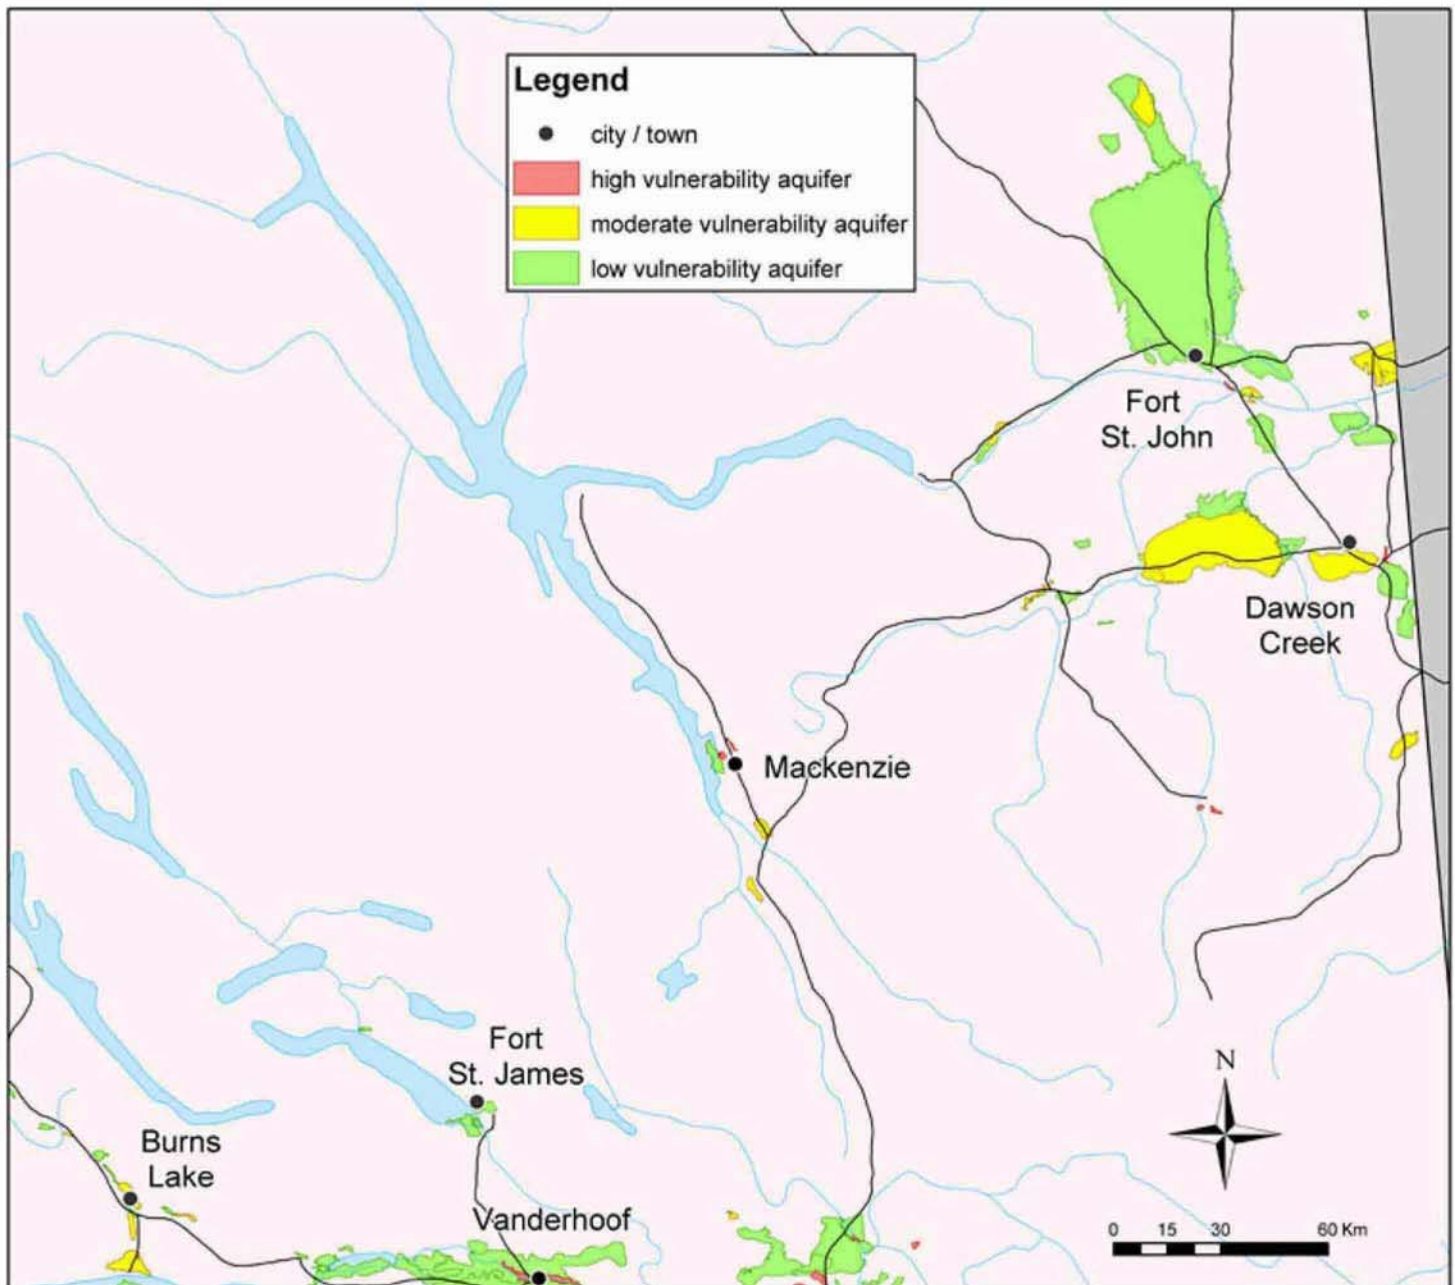 Legend
city / town
high vulnerability aquifer
moderate vulnerability aquifer
low vulnerability aquifer
Fort
St. John
Dawson
Creek
Mackenzie
Fort
St. James
Burns
Lake
Vanderhoof
N
0 15 30 60 Km